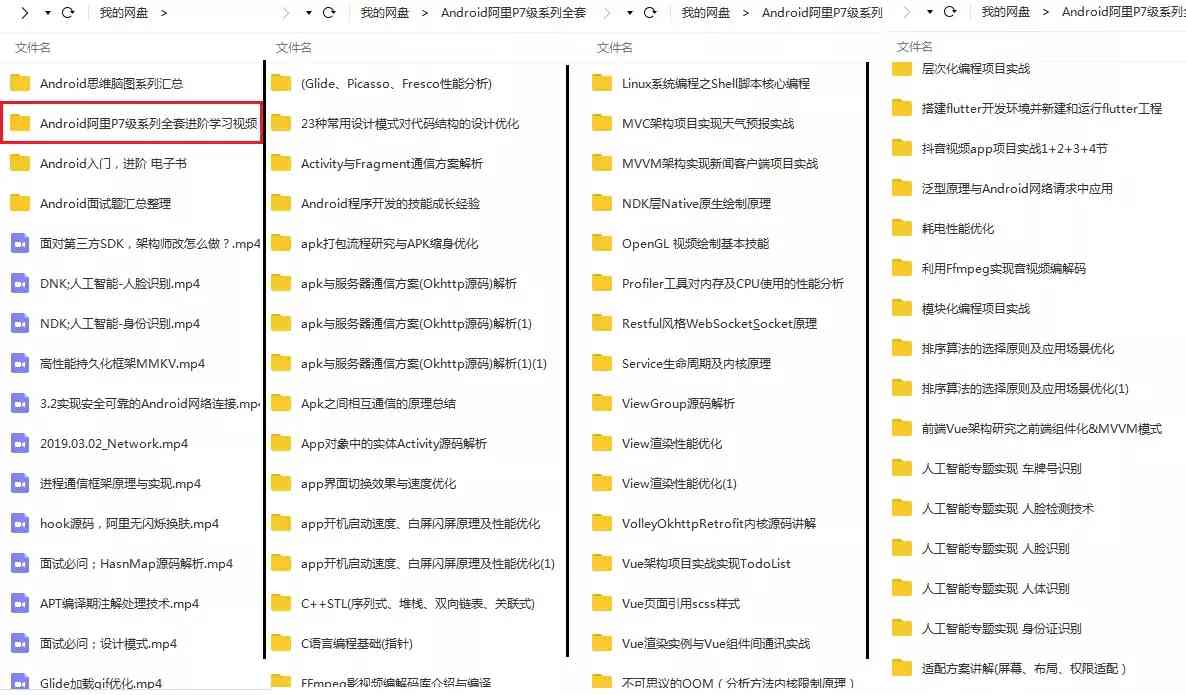 我的网盘 >
文件名
Android思维脑图系列汇总
Android阿里P7级系列全套进阶学习视频
Android入门，进阶 电子书
Android面试题汇总整理
面对第三方SDK，架构师改怎么做？.mp4
DNK;人工智能-人脸识别.mp4
NDK;人工智能-身份识别.mp4
高性能持久化框架MMKV.mp4
3.2实现安全可靠的Android网络连接.mp4
2019.03.02_Network.mp4
进程通信框架原理与实现.mp4
hook源码，阿里无闪烁换肤.mp4
面试必问；HasnMap源码解析.mp4
APT编译期注解处理技术.mp4
面试必问；设计模式.mp4
Glide加载gif优化.mp4
我的网盘 > Android阿里P7级系列全套
文件名
(Glide、Picasso、Fresco性能分析)
23种常用设计模式对代码结构的设计优化
Activity与Fragment通信方案解析
Android程序开发的技能成长经验
apk打包流程研究与APK缩身优化
apk与服务器通信方案(Okhttp源码)解析
apk与服务器通信方案(Okhttp源码)解析(1)
apk与服务器通信方案(Okhttp源码)解析(1)(1)
Apk之间相互通信的原理总结
App对象中的实体Activity源码解析
app界面切换效果与速度优化
app开机启动速度、白屏闪屏原理及性能优化
app开机启动速度、白屏闪屏原理及性能优化(1)
C++STL(序列式、堆栈、双向链表、关联式)
C语言编程基础(指针)
FFmpeg影视频编解码库介绍与编译
我的网盘 > Android阿里P7级系列
文件名
Linux系统编程之Shell脚本核心编程
MVC架构项目实现天气预报实战
MVVM架构实现新闻客户端项目实战
NDK层Native原生绘制原理
OpenGL 视频绘制基本技能
Profiler工具对内存及CPU使用的性能分析
Restful风格WebSocketSocket原理
Service生命周期及内核原理
ViewGroup源码解析
View渲染性能优化
View渲染性能优化(1)
VolleyOkhttpRetrofit内核源码讲解
Vue架构项目实战实现TodoList
Vue页面引用scss样式
Vue渲染实例与Vue组件间通讯实战
不可思议的OOM（分析方法内核限制原理）
我的网盘 > Android阿里P7级系列全
文件名
层次化编程项目实战
搭建flutter开发环境并新建和运行flutter工程
抖音视频app项目实战1+2+3+4节
泛型原理与Android网络请求中应用
耗电性能优化
利用Ffmpeg实现音视频编解码
模块化编程项目实战
排序算法的选择原则及应用场景优化
排序算法的选择原则及应用场景优化(1)
前端Vue架构研究之前端组件化&MVVM模式
人工智能专题实现 车牌号识别
人工智能专题实现 人脸检测技术
人工智能专题实现 人脸识别
人工智能专题实现 人体识别
人工智能专题实现 身份证识别
适配方案讲解(屏幕、布局、权限适配）